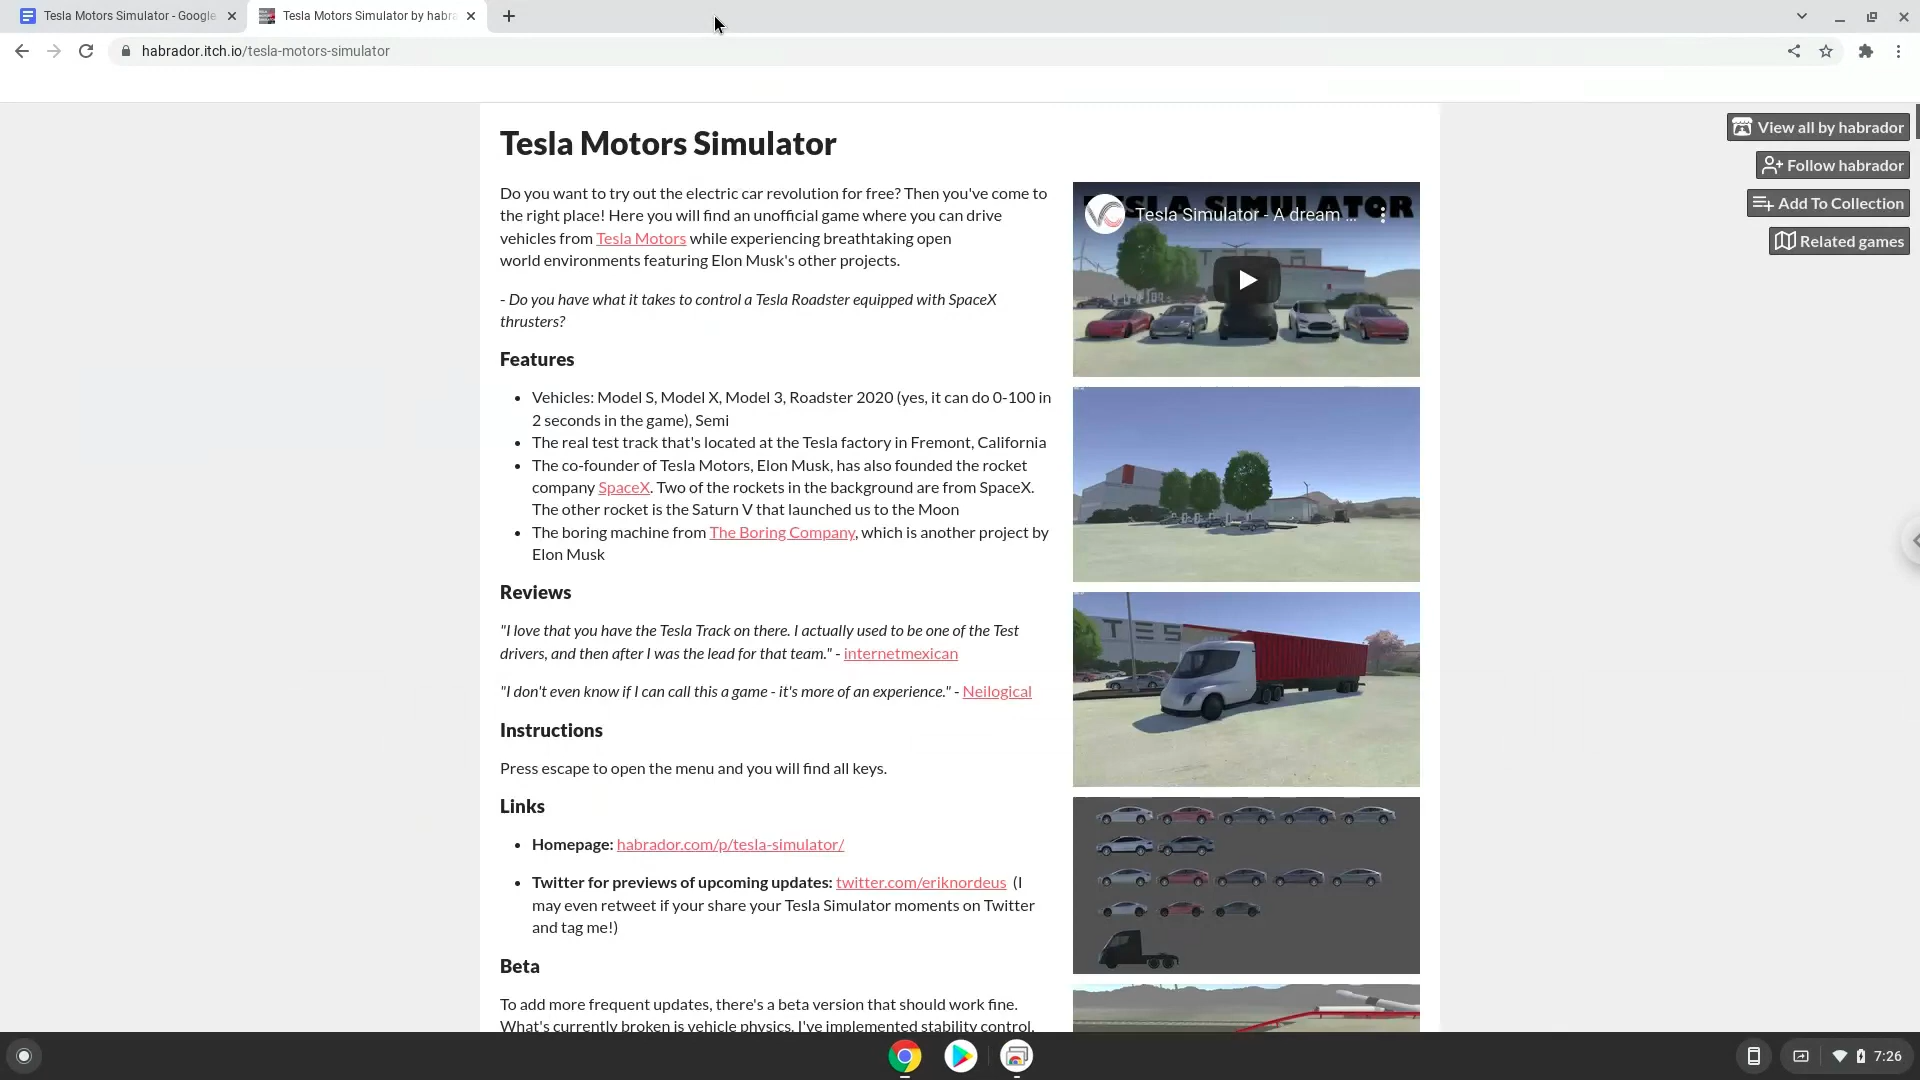 Tesla Motors Simulator - Google
Tesla Motors Simulator by habra
habrador.itch.io/tesla-motors-simulator
View all by habrador
Follow habrador
Add To Collection
Related games
Tesla Motors Simulator
Do you want to try out the electric car revolution for free? Then you've come to
the right place! Here you will find an unofficial game where you can drive
vehicles from Tesla Motors while experiencing breathtaking open
world environments featuring Elon Musk's other projects.
- Do you have what it takes to control a Tesla Roadster equipped with SpaceX
thrusters?
Features
• Vehicles: Model S, Model X, Model 3, Roadster 2020 (yes, it can do 0-100 in
2 seconds in the game), Semi
• The real test track that's located at the Tesla factory in Fremont, California
• The co-founder of Tesla Motors, Elon Musk, has also founded the rocket
company SpaceX. Two of the rockets in the background are from SpaceX.
The other rocket is the Saturn V that launched us to the Moon
• The boring machine from The Boring Company, which is another project by
Elon Musk
Reviews
"I love that you have the Tesla Track on there. I actually used to be one of the Test
drivers, and then after I was the lead for that team." - internetmexican
"I don't even know if I can call this a game - it's more of an experience." - Neilogical
Instructions
Press escape to open the menu and you will find all keys.
Links
• Homepage: habrador.com/p/tesla-simulator/
• Twitter for previews of upcoming updates: twitter.com/eriknordeus (I
may even retweet if your share your Tesla Simulator moments on Twitter
and tag me!)
Beta
To add more frequent updates, there's a beta version that should work fine.
What's currently broken is vehicle physics. I've implemented stability control,
TESLA SIMULATOR
Tesla Simulator - A dream ...
TESLA
TES
7:26